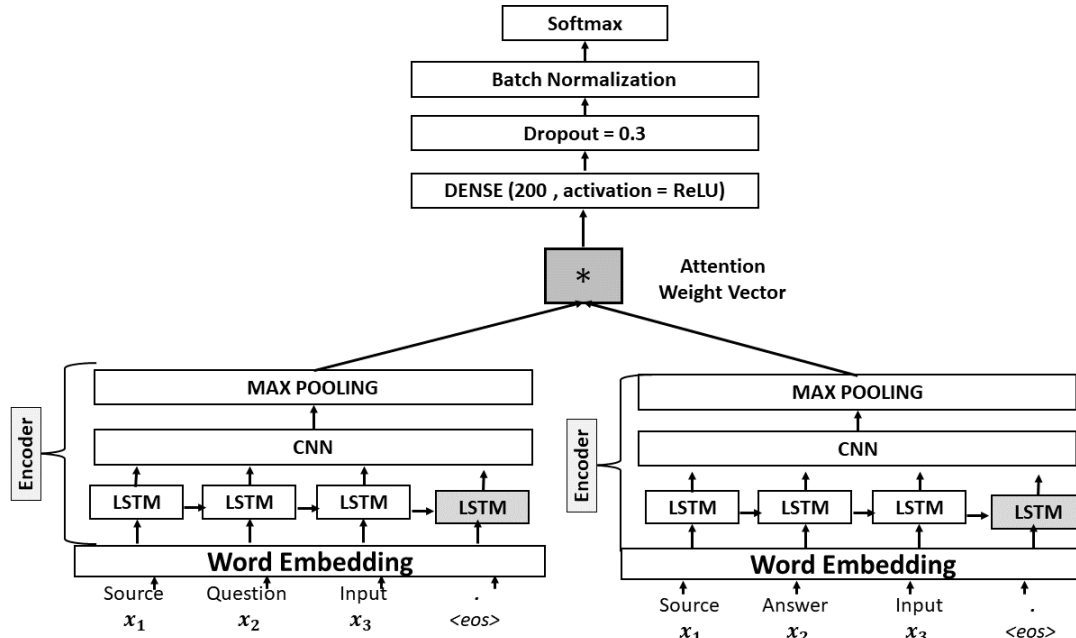 Softmax
Batch Normalization
Dropout = 0.3
DENSE (200 , activation = ReLU)
*
Attention
Weight Vector
Encoder
MAX POOLING
CNN
LSTM LSTM LSTM LSTM
Word Embedding
Source Question Input .
x₁ x₂ x₃ <eos>
Encoder
MAX POOLING
CNN
LSTM LSTM LSTM LSTM
Word Embedding
Source Answer Input .
x₁ x₂ x₃ <eos>